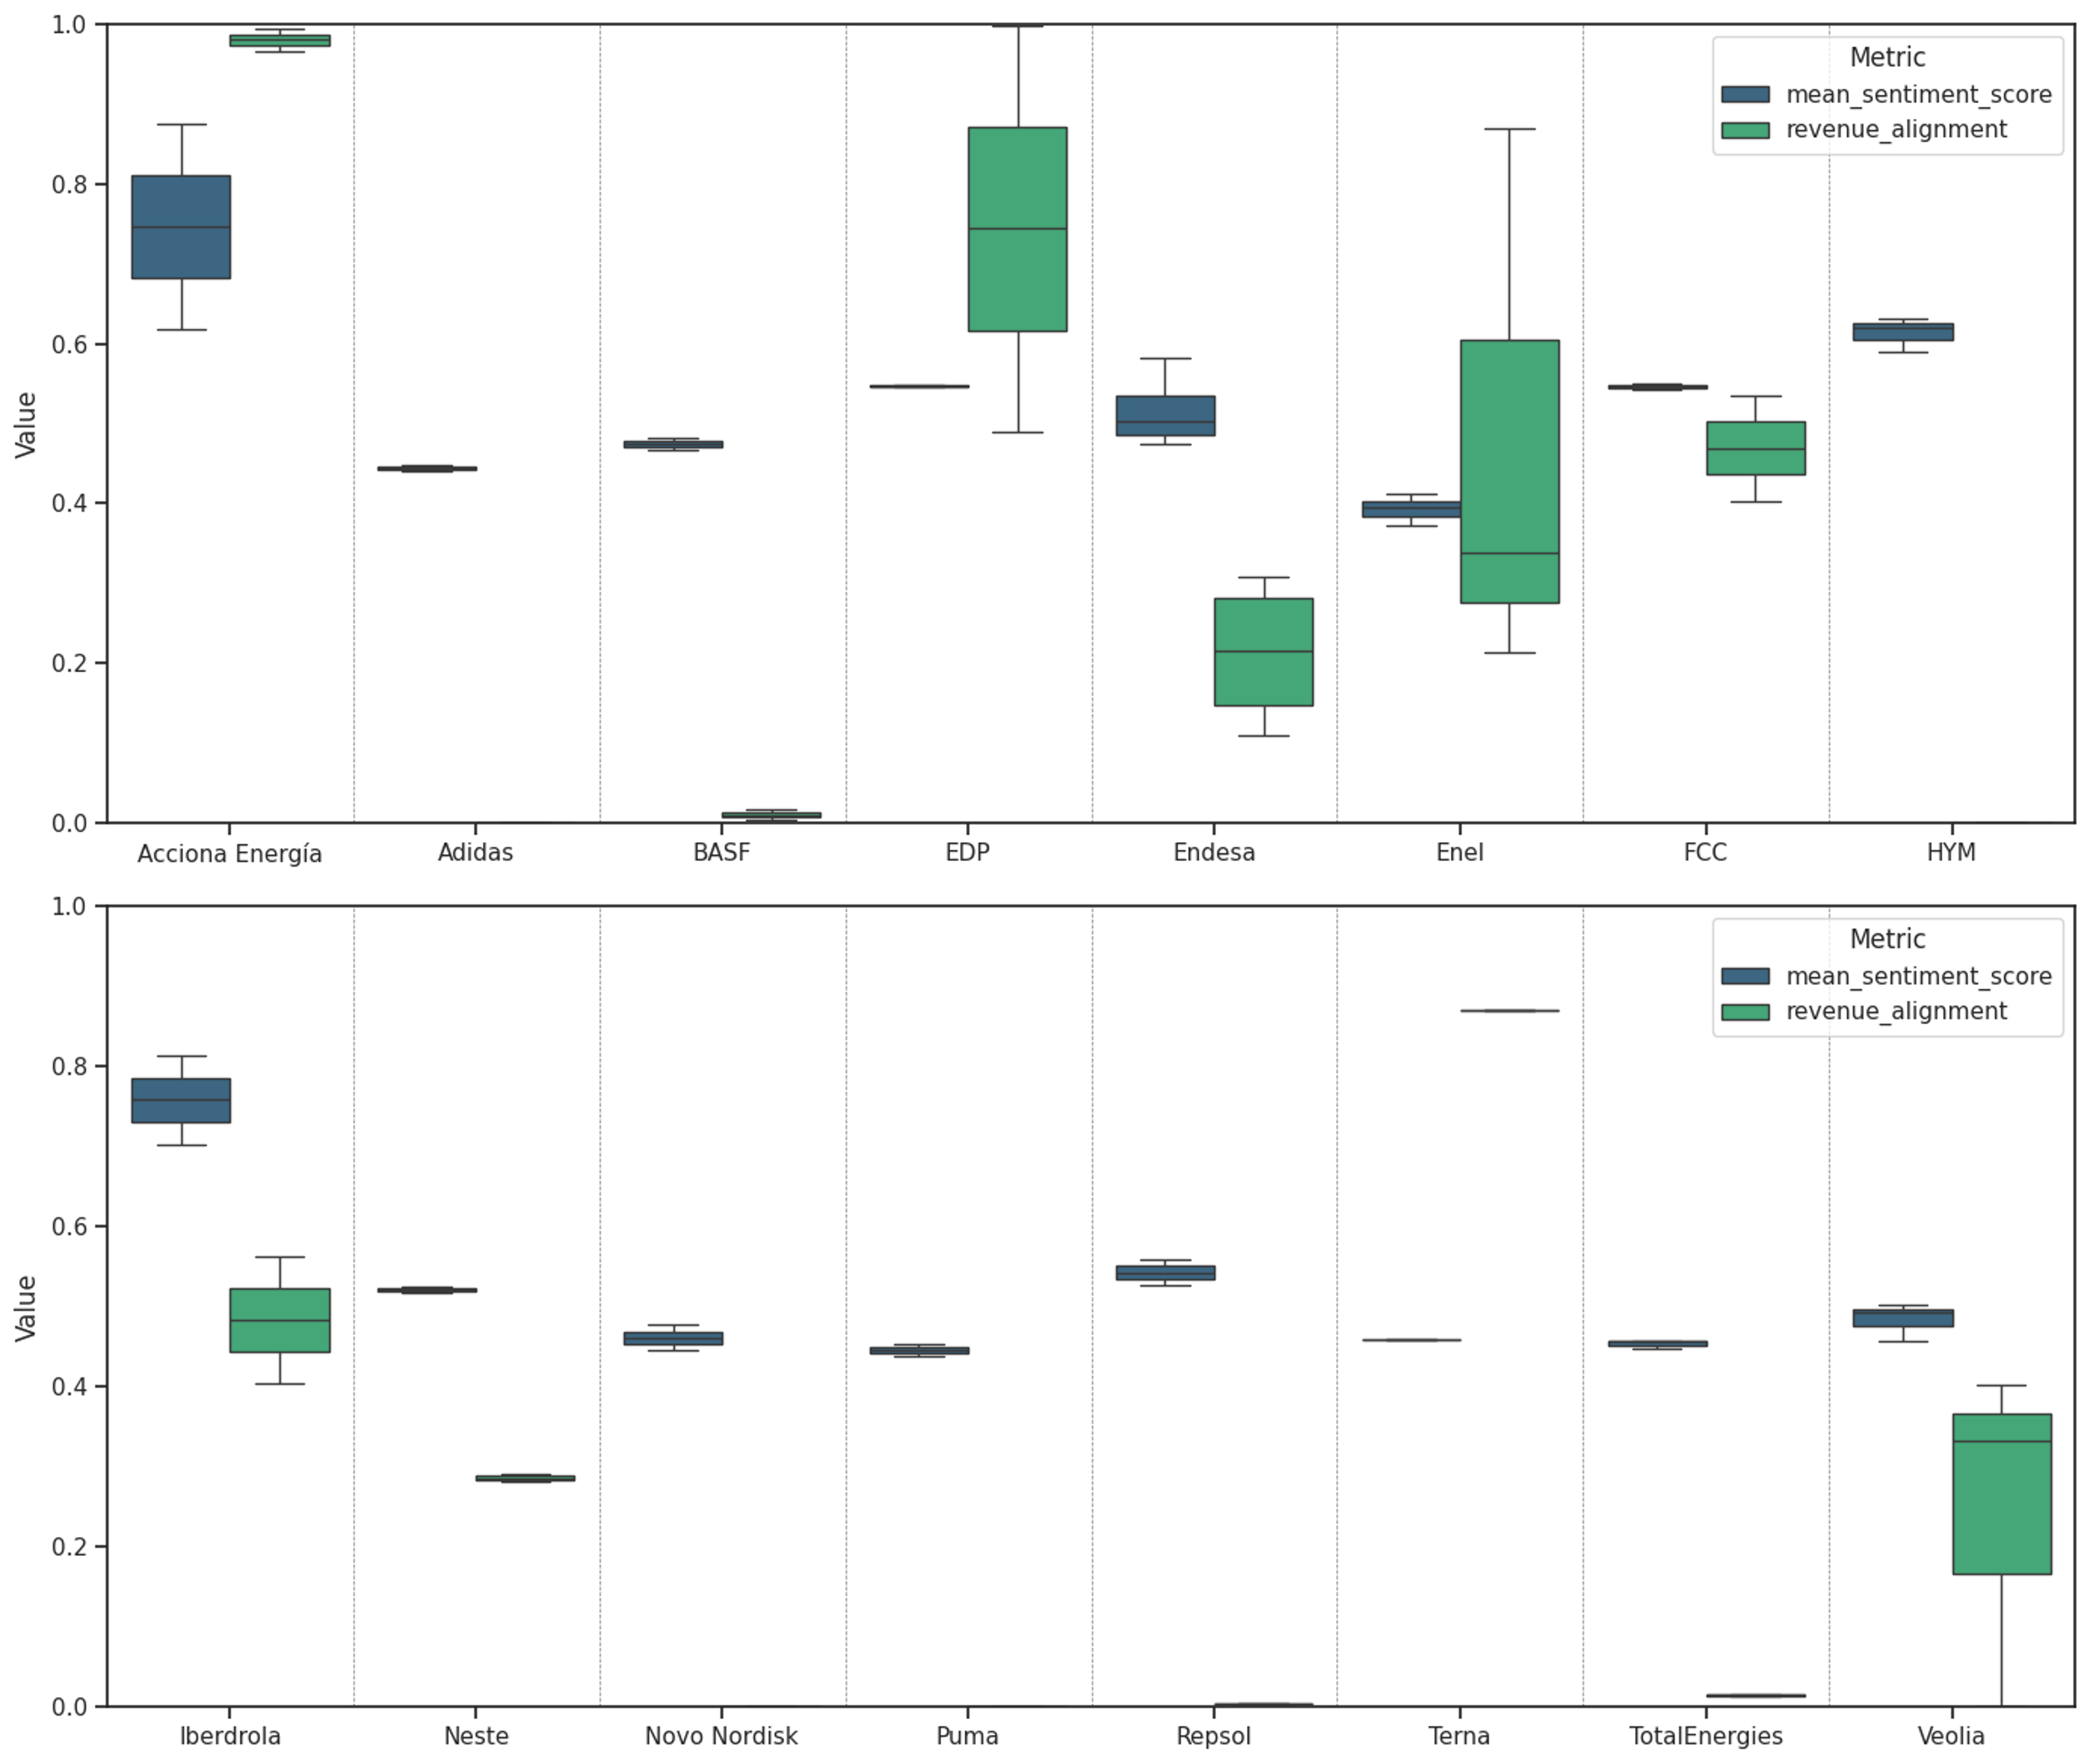 1.0
0.8
0.6
0.4
0.2
0.0
Value
Metric
mean_sentiment_score
revenue_alignment
Acciona Energía Adidas BASF EDP Endesa Enel FCC HYM
1.0
0.8
0.6
0.4
0.2
0.0
Value
Metric
mean_sentiment_score
revenue_alignment
Iberdrola Neste Novo Nordisk Puma Repsol Terna TotalEnergies Veolia